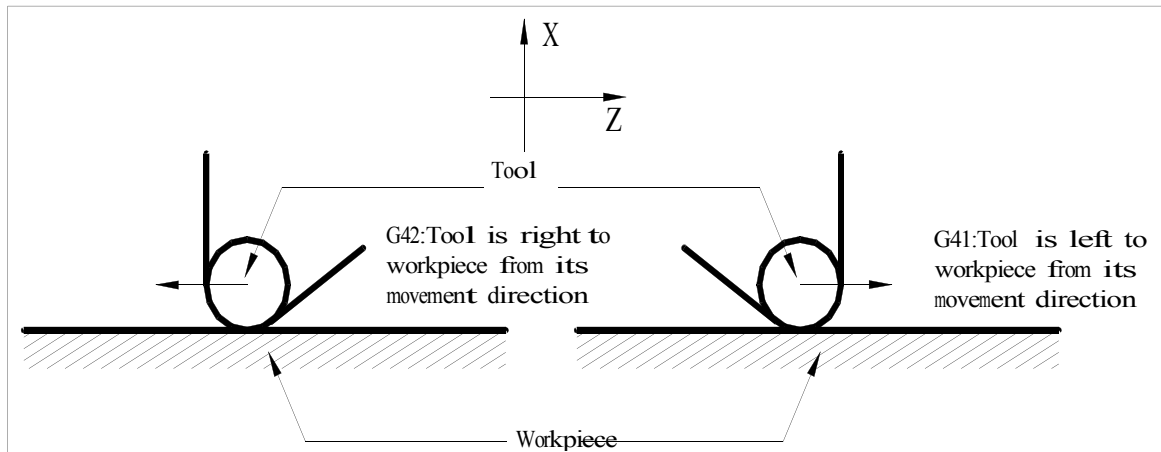 X
Z
Tool
G42:Tool is right to
workpiece from its
movement direction
G41:Tool is left to
workpiece from its
movement direction
Workpiece